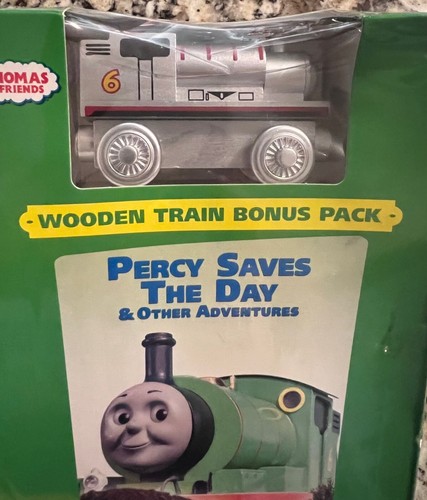 6
THOMAS
& FRIENDS
WOODEN TRAIN BONUS PACK
PERCY SAVES
THE DAY
& OTHER ADVENTURES